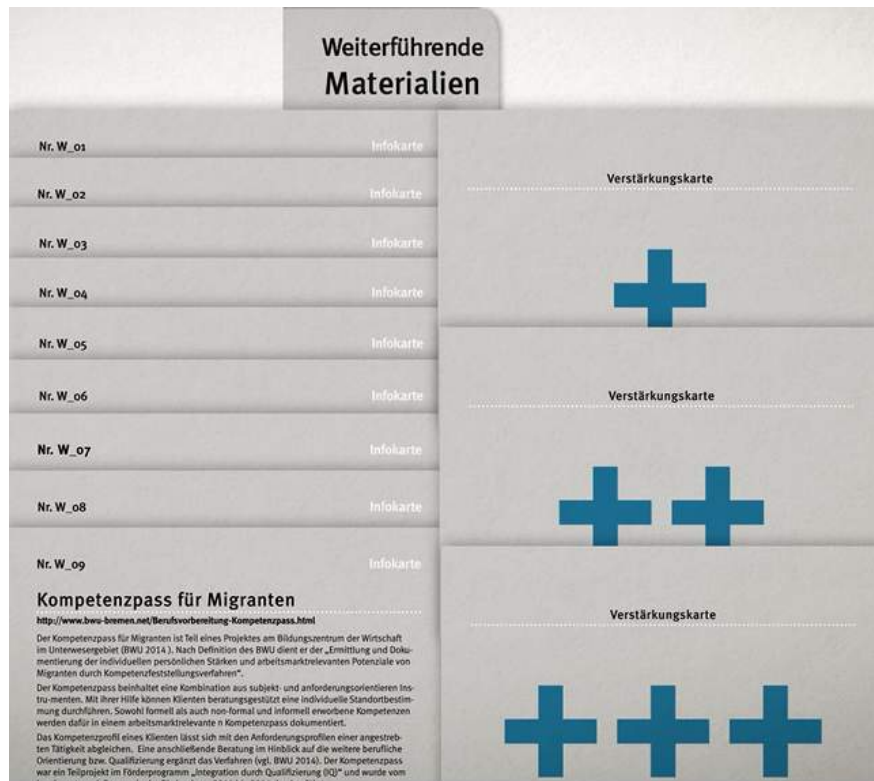 Weiterführende
Materialien
Nr. W_01 Infokarte
Nr. W_02 Infokarte
Nr. W_03 Infokarte
Nr. W_04 Infokarte
Nr. W_05 Infokarte
Nr. W_06 Infokarte
Nr. W_07 Infokarte
Nr. W_08 Infokarte
Nr. W_09 Infokarte
Kompetenzpass für Migranten
http://www.bwu-bremen.net/Berufsvorbereitung-Kompetenzpass.html
Der Kompetenzpass für Migranten ist Teil eines Projektes am Bildungszentrum der Wirtschaft
im Unterwesergebiet (BWU 2014 ). Nach Definition des BWU dient er der „Ermittlung und Doku-
mentierung der individuellen persönlichen Stärken und arbeitsmarktrelevanten Potenziale von
Migranten durch Kompetenzfeststellungsverfahren".
Der Kompetenzpass beinhaltet eine Kombination aus subjekt- und anforderungsorientieren Ins-
tru-menten. Mit ihrer Hilfe können Klienten beratungsgestützt eine individuelle Standortbestim-
mung durchführen. Sowohl formell als auch non-formal und informell erworbene Kompetenzen
werden dafür in einem arbeitsmarktrelevante n Kompetenzpass dokumentiert.
Das Kompetenzprofil eines Klienten lässt sich mit den Anforderungsprofilen einer angestreb-
ten Tätigkeit abgleichen. Eine anschließende Beratung im Hinblick auf die weitere berufliche
Orientierung bzw. Qualifizierung ergänzt das Verfahren (vgl. BWU 2014). Der Kompetenzpass
war ein Teilprojekt im Förderprogramm „Integration durch Qualifizierung (IQ)" und wurde vom
Verstärkungskarte
Verstärkungskarte
Verstärkungskarte